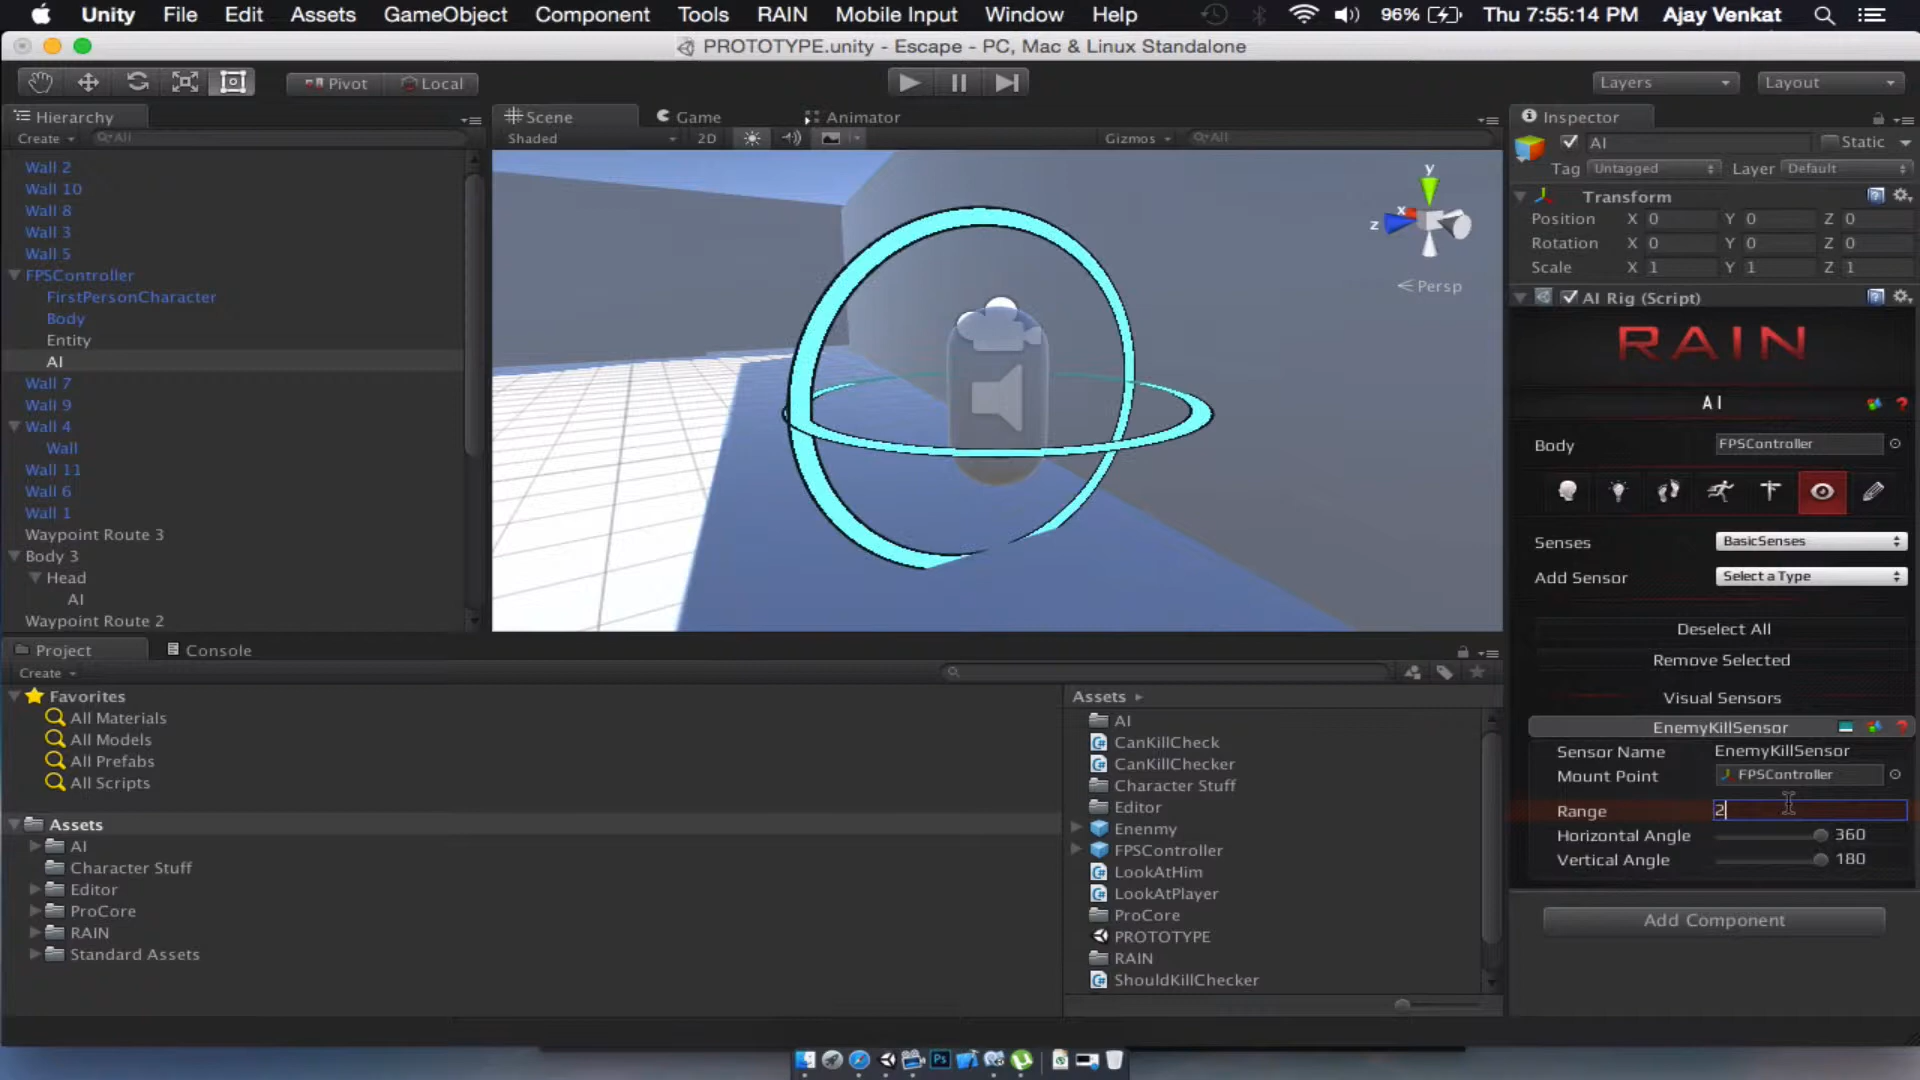 Unity File Edit Assets GameObject Component Tools RAIN Mobile Input Window Help 96% Thu 7:55:14 PM Ajay Venkat
PROTOTYPE.unity - Escape - PC, Mac & Linux Standalone
Pivot Local Layers Layout
Hierarchy
Create All
Wall 2
Wall 10
Wall 8
Wall 3
Wall 5
FPSController
FirstPersonCharacter
Body
Entity
AI
Wall 7
Wall 9
Wall 4
Wall
Wall 11
Wall 6
Wall 1
Waypoint Route 3
Body 3
Head
AI
Waypoint Route 2
Scene Game Animator
Shaded 2D Gizmos All
y
x
z
Persp
Inspector
AI Static
Tag Untagged Layer Default
Transform
Position X 0 Y 0 Z 0
Rotation X 0 Y 0 Z 0
Scale X 1 Y 1 Z 1
AI Rig (Script)
RAIN
AI ?
Body FPSController
Senses BasicSenses
Add Sensor Select a Type
Deselect All
Remove Selected
Visual Sensors
EnemyKillSensor ?
Sensor Name EnemyKillSensor
Mount Point FPSController
Range 2
Horizontal Angle 360
Vertical Angle 180
Add Component
Project Console
Create
Favorites
All Materials
All Models
All Prefabs
All Scripts
Assets
AI
Character Stuff
Editor
ProCore
RAIN
Standard Assets
Assets
AI
CanKillCheck
CanKillChecker
Character Stuff
Editor
Enenmy
FPSController
LookAtHim
LookAtPlayer
ProCore
PROTOTYPE
RAIN
ShouldKillChecker
Ps